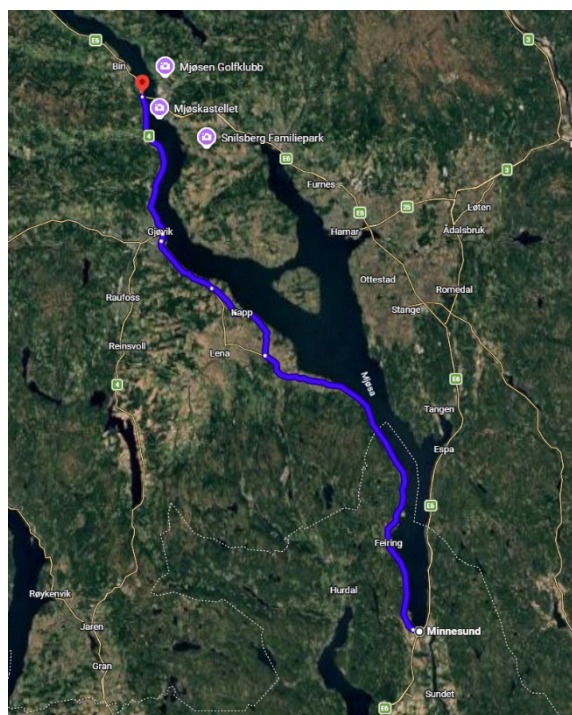 E6
3
Biri
Mjøsen Golfklubb
Mjøskastellet
Snilsberg Familiepark
4
E6
3
Furnes
Løten
25
E6
Hamar
Ådalsbruk
Gjøvik
Ottestad
Romedal
Raufoss
Stange
Kapp
Reinsvoll
Lena
E6
4
Mjøsa
Tangen
Espa
E6
Feiring
Hurdal
Røykenvik
Jaren
Minnesund
Gran
Sundet
E6